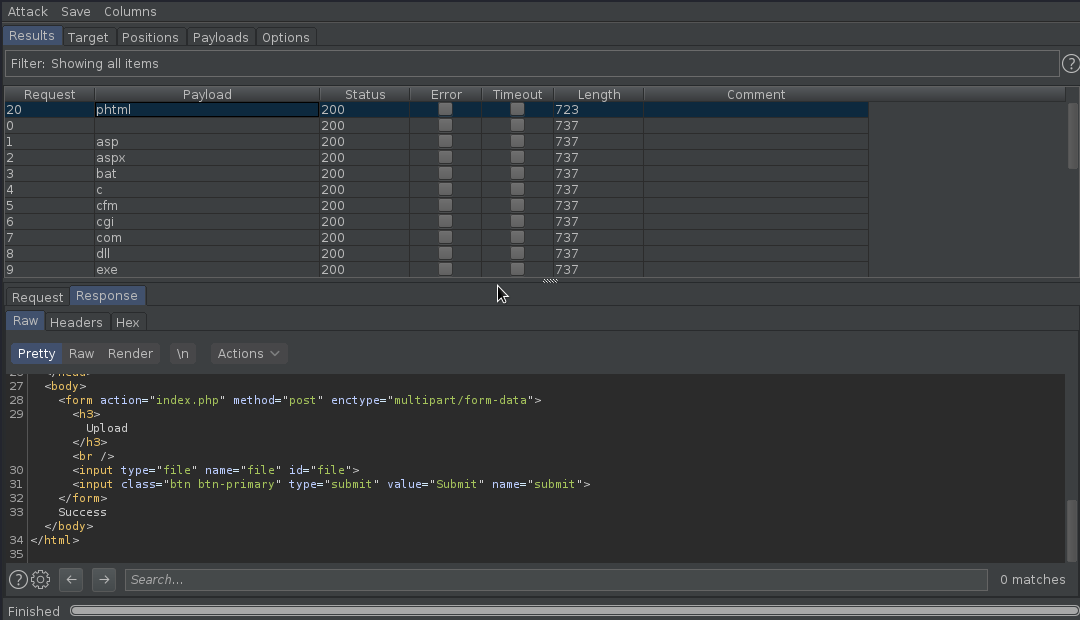 Attack Save Columns
Results Target Positions Payloads Options
Filter: Showing all items ?
Request Payload Status Error Timeout Length Comment
20 phtml 200 723
0 200 737
1 asp 200 737
2 aspx 200 737
3 bat 200 737
4 c 200 737
5 cfm 200 737
6 cgi 200 737
7 com 200 737
8 dll 200 737
9 exe 200 737
Request Response
Raw Headers Hex
Pretty Raw Render \n Actions
26 </head>
27 <body>
28 <form action="index.php" method="post" enctype="multipart/form-data">
29 <h3>
Upload
</h3>
<br />
30 <input type="file" name="file" id="file">
31 <input class="btn btn-primary" type="submit" value="Submit" name="submit">
32 </form>
33 Success
</body>
34 </html>
35
? Search... 0 matches
Finished